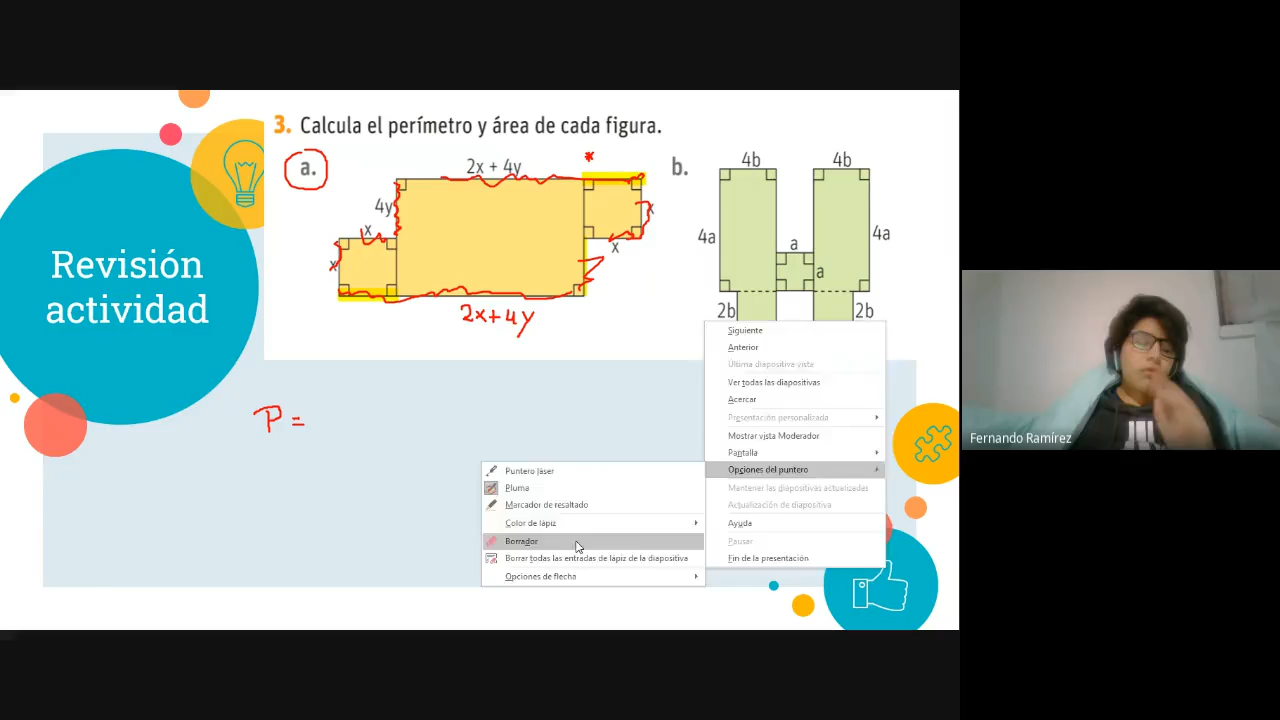 3. Calcula el perímetro y área de cada figura.
a.
2x + 4y
*
4y
x
x
x
x
2x+4y
b.
4b
4b
4a
4a
a
a
2b
2b
Revisión
actividad
P =
Siguiente
Anterior
Última diapositiva vista
Ver todas las diapositivas
Acercar
Presentación personalizada
Mostrar vista Moderador
Pantalla
Opciones del puntero
Mantener las diapositivas actualizadas
Actualización de diapositiva
Ayuda
Pausar
Fin de la presentación
Puntero láser
Pluma
Marcador de resaltado
Color de lápiz
Borrador
Borrar todas las entradas de lápiz de la diapositiva
Opciones de flecha
Fernando Ramírez